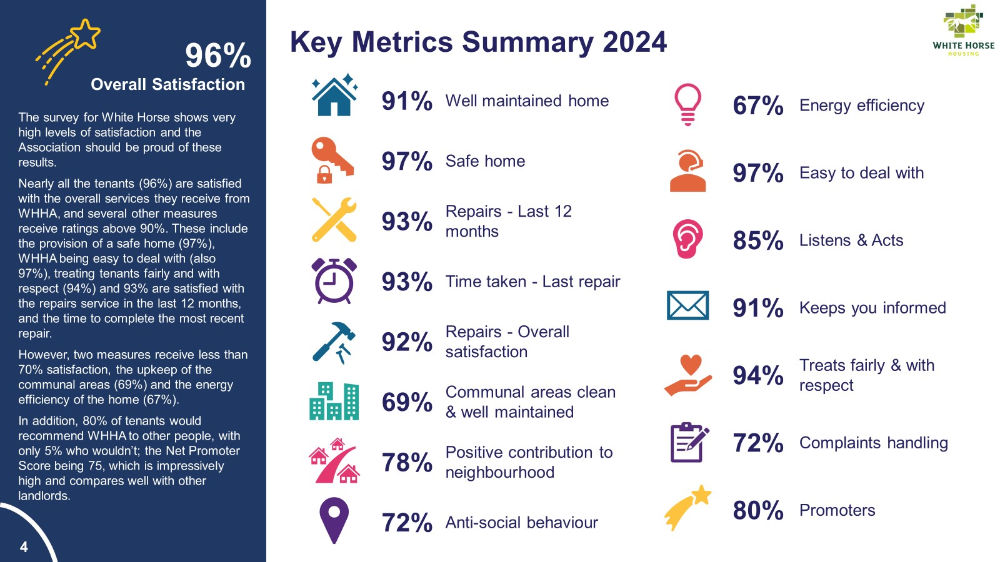 96%
Overall Satisfaction
The survey for White Horse shows very
high levels of satisfaction and the
Association should be proud of these
results.
Nearly all the tenants (96%) are satisfied
with the overall services they receive from
WHHA, and several other measures
receive ratings above 90%. These include
the provision of a safe home (97%),
WHHA being easy to deal with (also
97%), treating tenants fairly and with
respect (94%) and 93% are satisfied with
the repairs service in the last 12 months,
and the time to complete the most recent
repair.
However, two measures receive less than
70% satisfaction, the upkeep of the
communal areas (69%) and the energy
efficiency of the home (67%).
In addition, 80% of tenants would
recommend WHHA to other people, with
only 5% who wouldn’t; the Net Promoter
Score being 75, which is impressively
high and compares well with other
landlords.
4
Key Metrics Summary 2024
WHITE HORSE
HOUSING
91% Well maintained home
97% Safe home
93% Repairs - Last 12
months
93% Time taken - Last repair
92% Repairs - Overall
satisfaction
69% Communal areas clean
& well maintained
78% Positive contribution to
neighbourhood
72% Anti-social behaviour
67% Energy efficiency
97% Easy to deal with
85% Listens & Acts
91% Keeps you informed
94% Treats fairly & with
respect
72% Complaints handling
80% Promoters